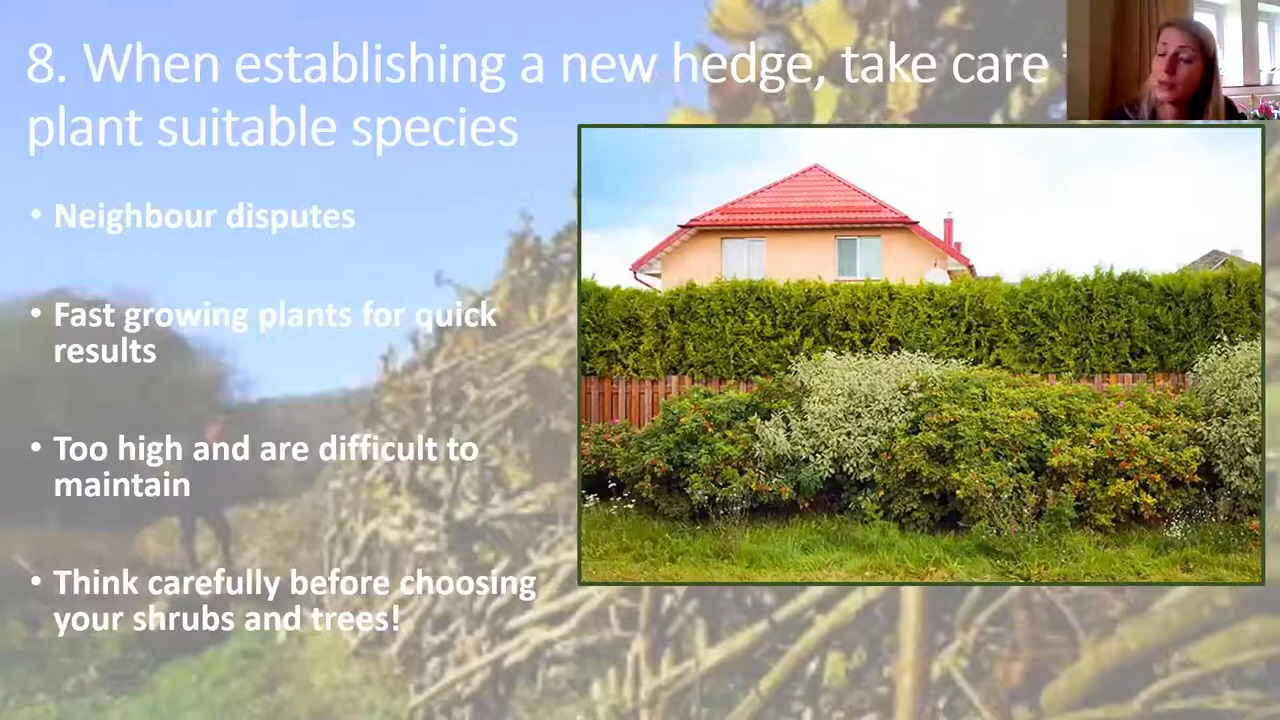 8. When establishing a new hedge, take care
plant suitable species
• Neighbour disputes
• Fast growing plants for quick
results
• Too high and are difficult to
maintain
• Think carefully before choosing
your shrubs and trees!